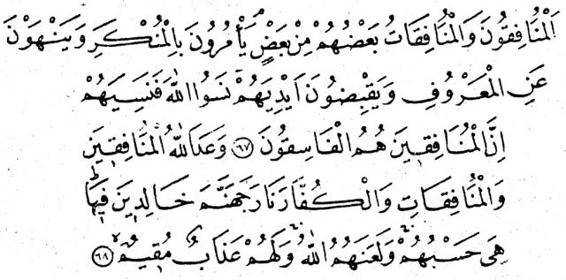 اَلْمُنَافِقُونَ وَالْمُنَافِقَاتُ بَعْضُهُمْ مِنْ بَعْضٍۘ يَأْمُرُونَ بِالْمُنْكَرِ وَيَنْهَوْنَ
عَنِ الْمَعْرُوفِ وَيَقْبِضُونَ اَيْدِيَهُمْ نَسُوا اللّٰهَ فَنَسِيَهُمْ
اِنَّ الْمُنَافِقِينَ هُمُ الْفَاسِقُونَ ﴿٦٧﴾ وَعَدَ اللّٰهُ الْمُنَافِقِينَ
وَالْمُنَافِقَاتِ وَالْكُفَّارَ نَارَ جَهَنَّمَ خَالِدِينَ فِيهَاۜ
هِيَ حَسْبُهُمْ وَلَعَنَهُمُ اللّٰهُ وَلَهُمْ عَذَابٌ مُقِيمٌ ﴿٦٨﴾